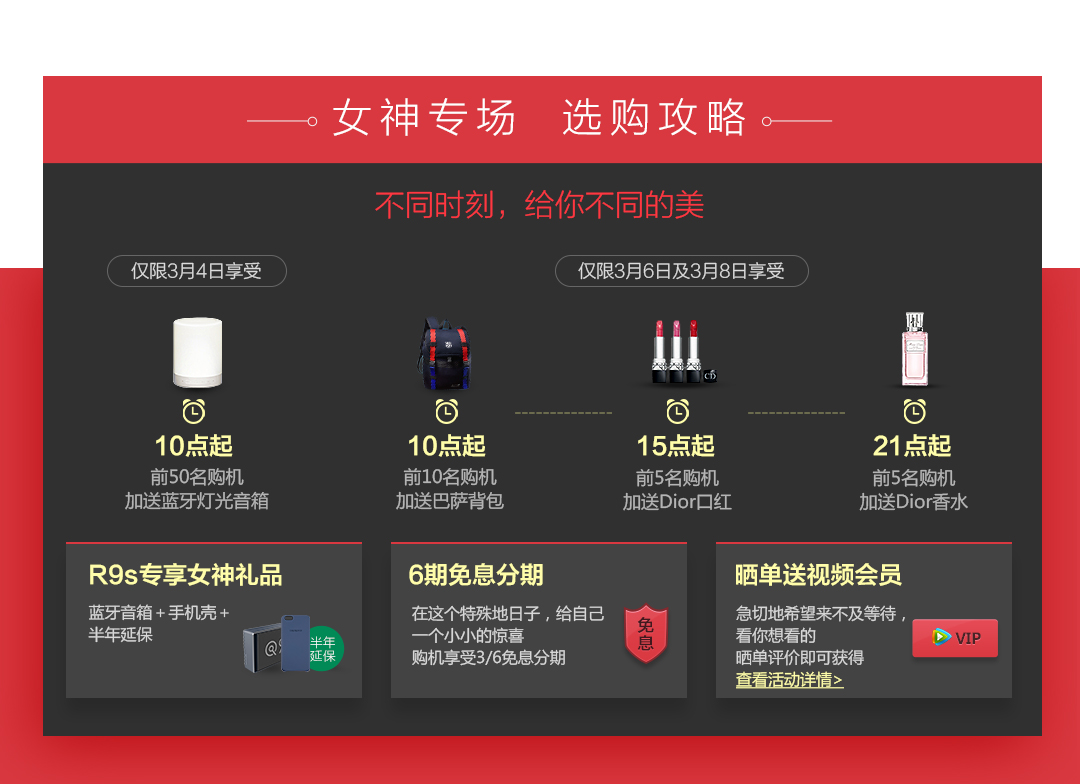 女神专场 选购攻略
不同时刻，给你不同的美
仅限3月4日享受
仅限3月6日及3月8日享受
10点起
前50名购机
加送蓝牙灯光音箱
10点起
前10名购机
加送巴萨背包
15点起
前5名购机
加送Dior口红
21点起
前5名购机
加送Dior香水
R9s专享女神礼品
蓝牙音箱＋手机壳＋
半年延保
半年
延保
6期免息分期
在这个特殊地日子，给自己
一个小小的惊喜
购机享受3/6免息分期
免
息
晒单送视频会员
急切地希望来不及等待，
看你想看的
晒单评价即可获得
查看活动详情>
VIP